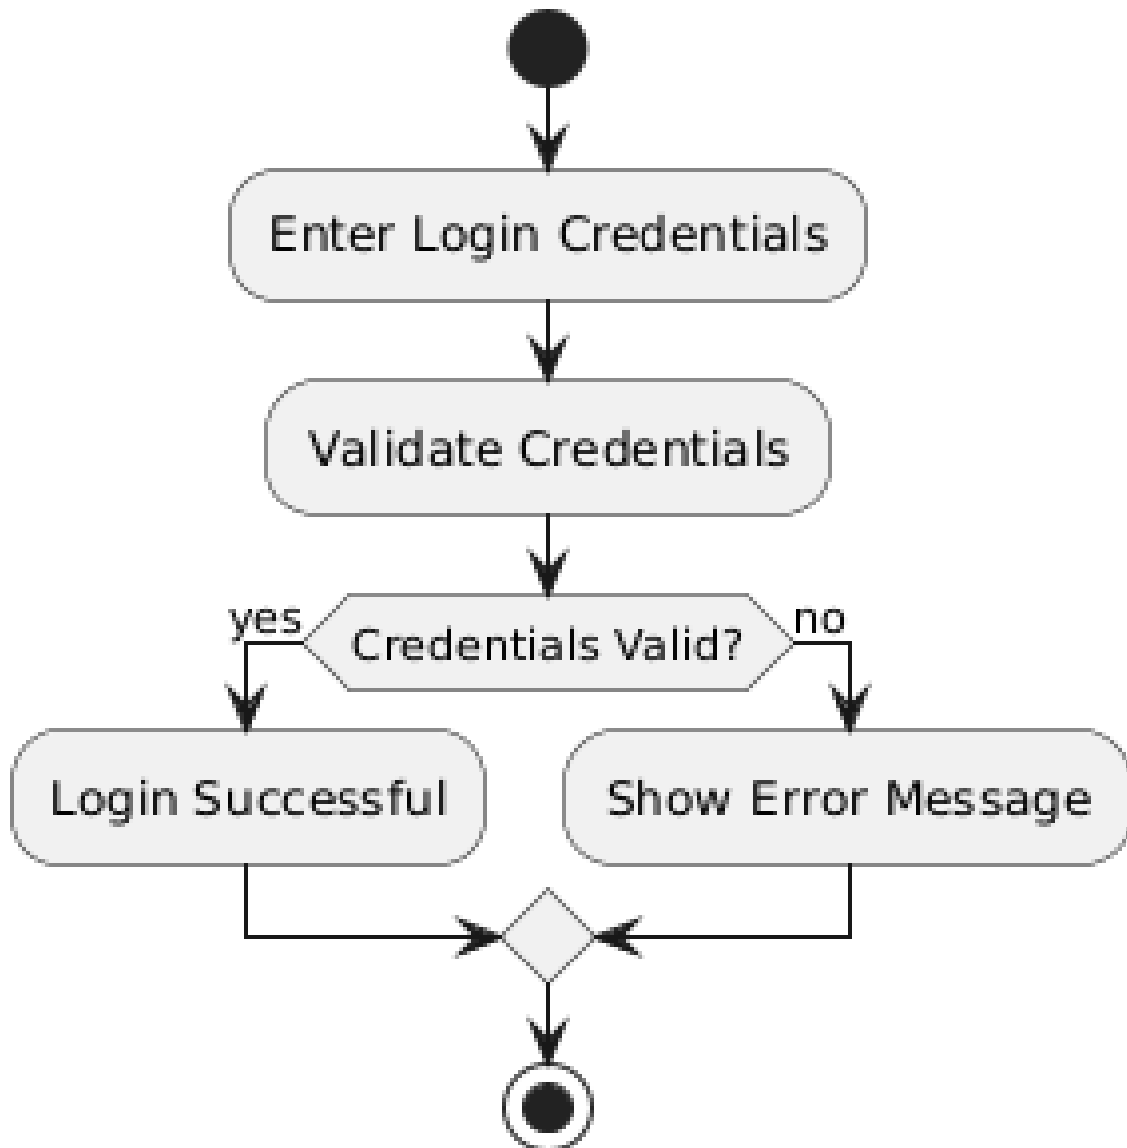 Enter Login Credentials
Validate Credentials
yes
Credentials Valid?
no
Login Successful
Show Error Message